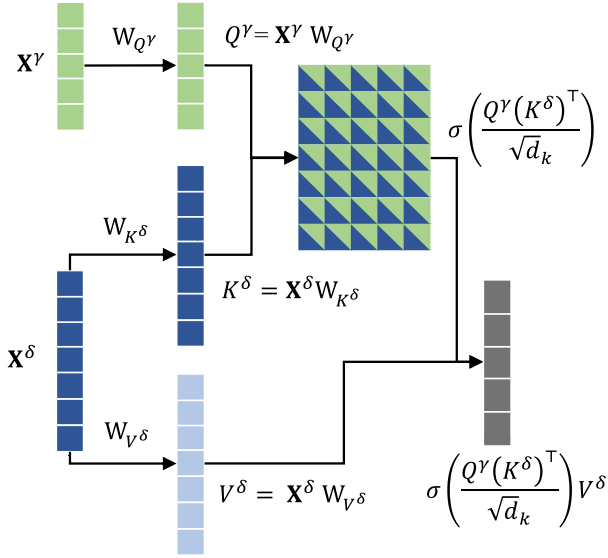 𝐗^γ
W_{Q^γ}
Q^γ = 𝐗^γ W_{Q^γ}
σ(Q^γ(K^δ)^⊤ / √d_k)
W_{K^δ}
K^δ = 𝐗^δ W_{K^δ}
𝐗^δ
W_{V^δ}
V^δ = 𝐗^δ W_{V^δ}
σ(Q^γ(K^δ)^⊤ / √d_k) V^δ